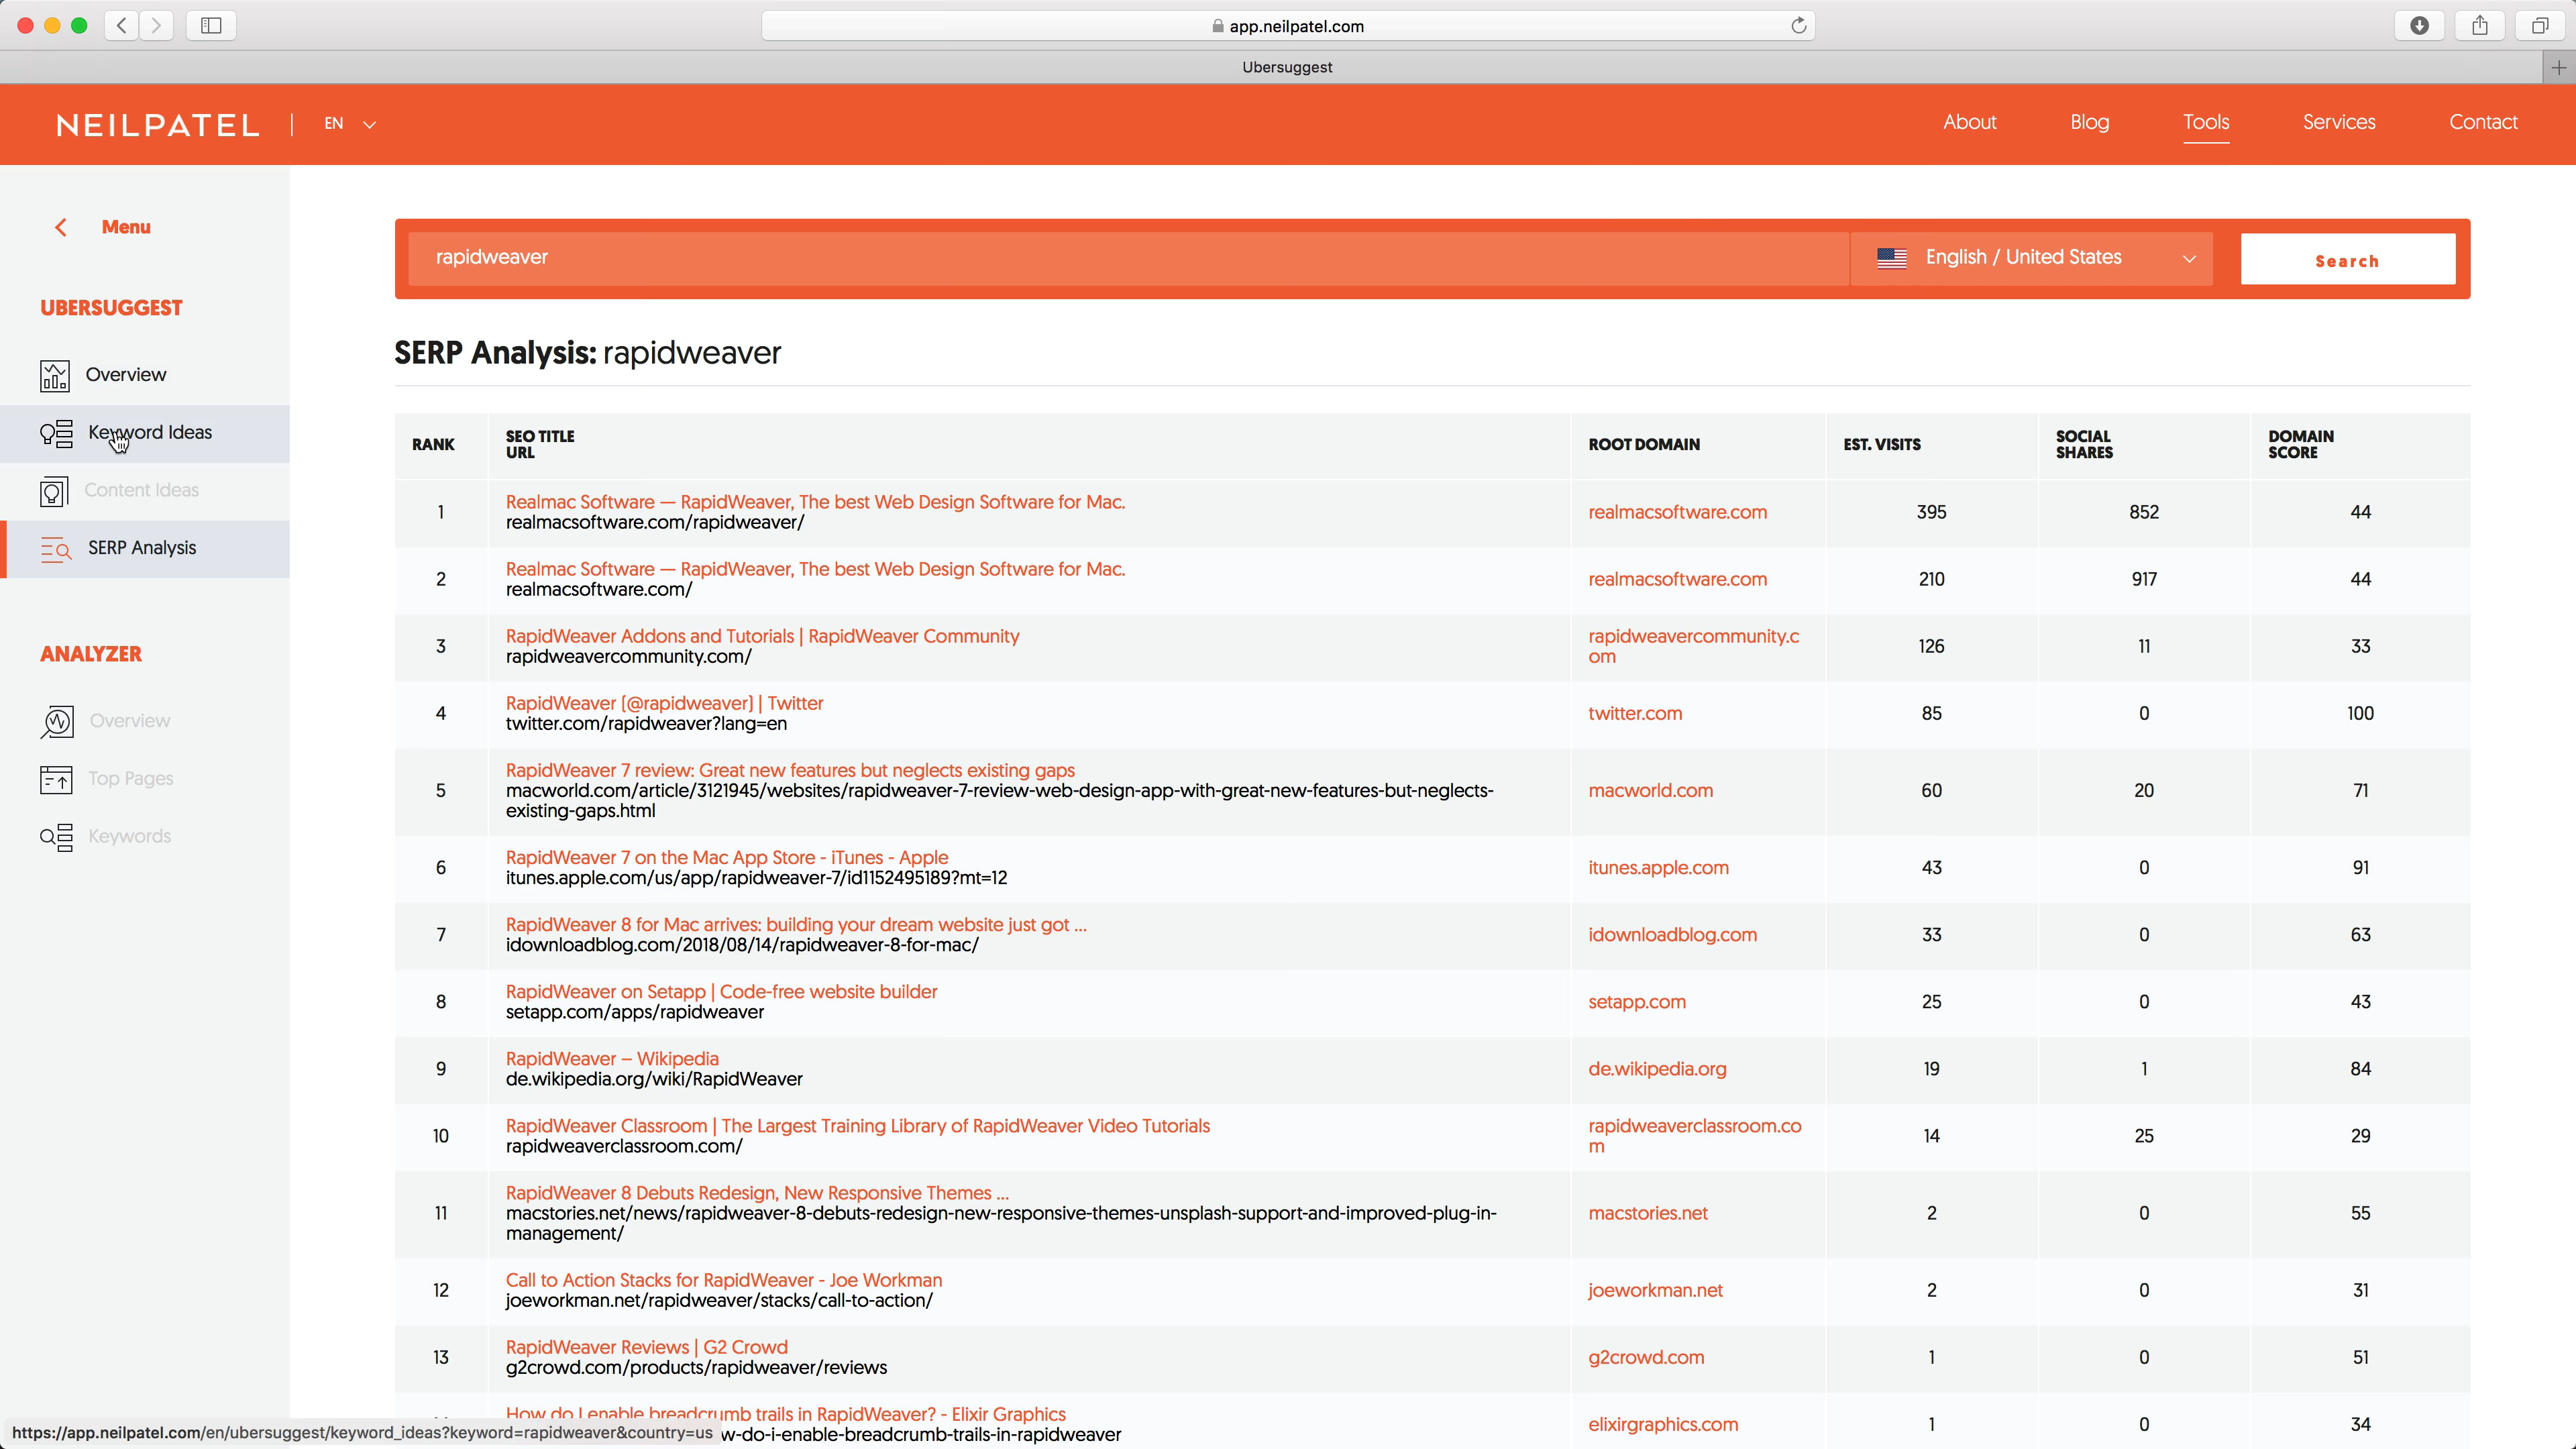 app.neilpatel.com
Ubersuggest
NEILPATEL | EN
About Blog Tools Services Contact
Menu
UBERSUGGEST
Overview
Keyword Ideas
Content Ideas
SERP Analysis
ANALYZER
Overview
Top Pages
Keywords
rapidweaver
English / United States
Search
SERP Analysis: rapidweaver
RANK
SEO TITLE
URL
ROOT DOMAIN
EST. VISITS
SOCIAL
SHARES
DOMAIN
SCORE
1
Realmac Software — RapidWeaver, The best Web Design Software for Mac.
realmacsoftware.com/rapidweaver/
realmacsoftware.com
395
852
44
2
Realmac Software — RapidWeaver, The best Web Design Software for Mac.
realmacsoftware.com/
realmacsoftware.com
210
917
44
3
RapidWeaver Addons and Tutorials | RapidWeaver Community
rapidweavercommunity.com/
rapidweavercommunity.c
om
126
11
33
4
RapidWeaver (@rapidweaver) | Twitter
twitter.com/rapidweaver?lang=en
twitter.com
85
0
100
5
RapidWeaver 7 review: Great new features but neglects existing gaps
macworld.com/article/3121945/websites/rapidweaver-7-review-web-design-app-with-great-new-features-but-neglects-
existing-gaps.html
macworld.com
60
20
71
6
RapidWeaver 7 on the Mac App Store - iTunes - Apple
itunes.apple.com/us/app/rapidweaver-7/id1152495189?mt=12
itunes.apple.com
43
0
91
7
RapidWeaver 8 for Mac arrives: building your dream website just got ...
idownloadblog.com/2018/08/14/rapidweaver-8-for-mac/
idownloadblog.com
33
0
63
8
RapidWeaver on Setapp | Code-free website builder
setapp.com/apps/rapidweaver
setapp.com
25
0
43
9
RapidWeaver – Wikipedia
de.wikipedia.org/wiki/RapidWeaver
de.wikipedia.org
19
1
84
10
RapidWeaver Classroom | The Largest Training Library of RapidWeaver Video Tutorials
rapidweaverclassroom.com/
rapidweaverclassroom.co
m
14
25
29
11
RapidWeaver 8 Debuts Redesign, New Responsive Themes ...
macstories.net/news/rapidweaver-8-debuts-redesign-new-responsive-themes-unsplash-support-and-improved-plug-in-
management/
macstories.net
2
0
55
12
Call to Action Stacks for RapidWeaver - Joe Workman
joeworkman.net/rapidweaver/stacks/call-to-action/
joeworkman.net
2
0
31
13
RapidWeaver Reviews | G2 Crowd
g2crowd.com/products/rapidweaver/reviews
g2crowd.com
1
0
51
How do I enable breadcrumb trails in RapidWeaver? - Elixir Graphics
w-do-i-enable-breadcrumb-trails-in-rapidweaver
elixirgraphics.com
1
0
34
https://app.neilpatel.com/en/ubersuggest/keyword_ideas?keyword=rapidweaver&country=us